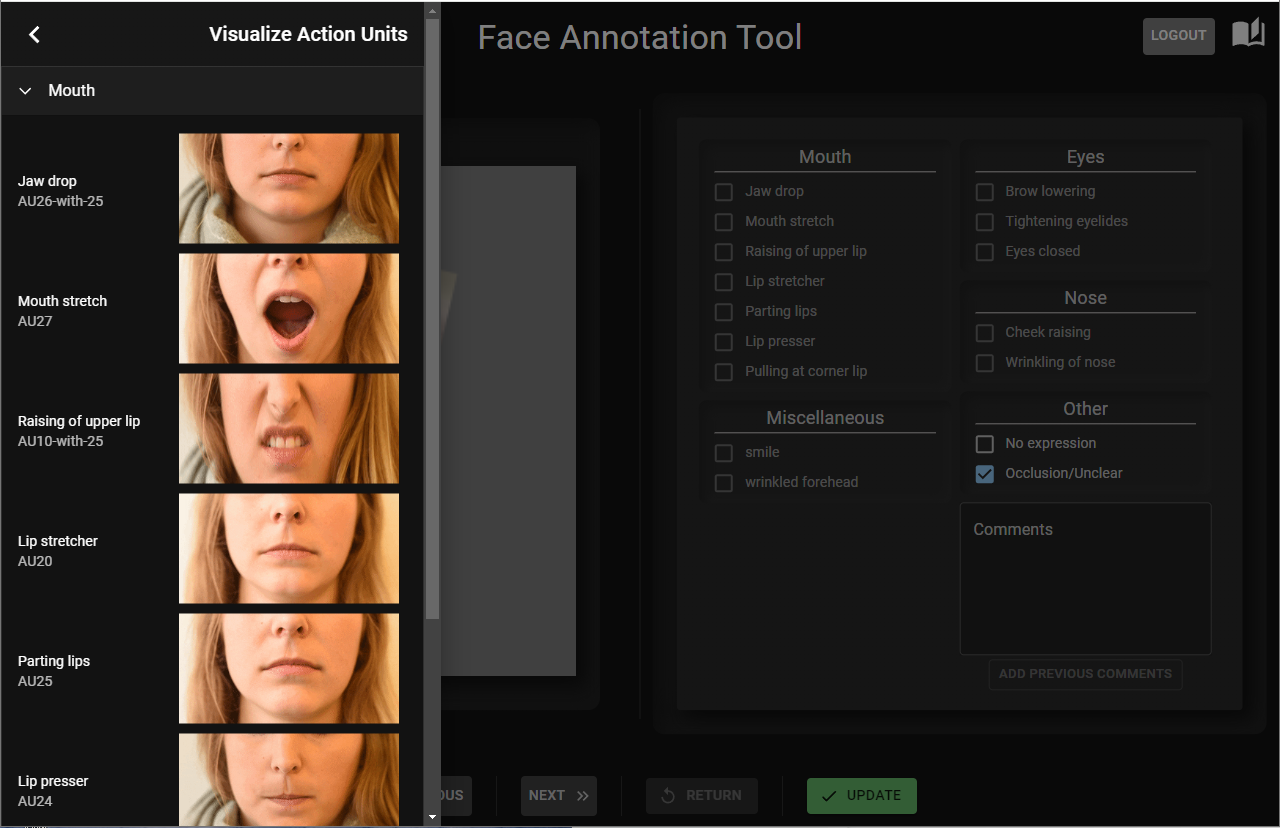 Visualize Action Units
Mouth
Jaw drop
AU26-with-25
Mouth stretch
AU27
Raising of upper lip
AU10-with-25
Lip stretcher
AU20
Parting lips
AU25
Lip presser
AU24
Face Annotation Tool
LOGOUT
Mouth
Jaw drop
Mouth stretch
Raising of upper lip
Lip stretcher
Parting lips
Lip presser
Pulling at corner lip
Miscellaneous
smile
wrinkled forehead
Eyes
Brow lowering
Tightening eyelides
Eyes closed
Nose
Cheek raising
Wrinkling of nose
Other
No expression
Occlusion/Unclear
Comments
ADD PREVIOUS COMMENTS
OUS
NEXT
RETURN
UPDATE